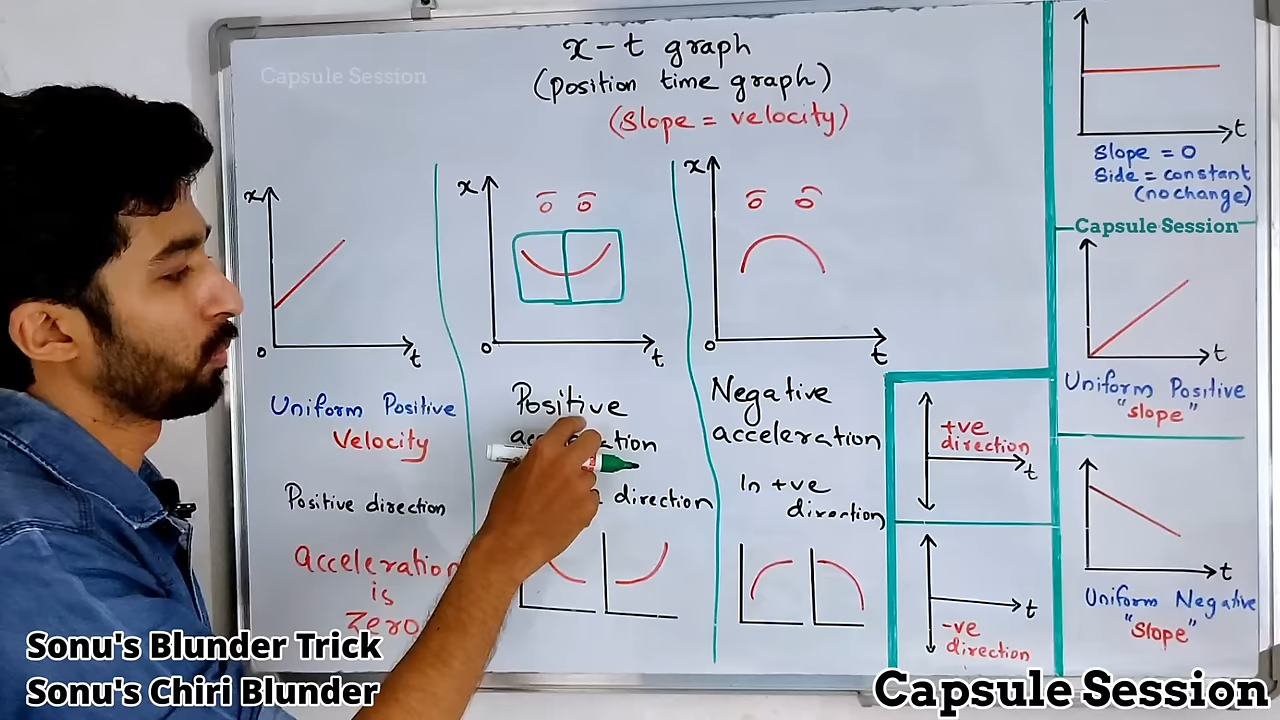 Capsule Session
x-t graph
(Position time graph)
(Slope = velocity)
x
t
o
Uniform Positive
Velocity
Positive direction
acceleration
is
Zero
x
t
o
Positive
direction
x
t
o
Negative
acceleration
In +ve
direction
+ve
direction
t
t
-ve
direction
t
Slope = 0
Side = constant
(no change)
Capsule Session
t
Uniform Positive
"slope"
t
Uniform Negative
"Slope"
Sonu's Blunder Trick
Sonu's Chiri Blunder
Capsule Session